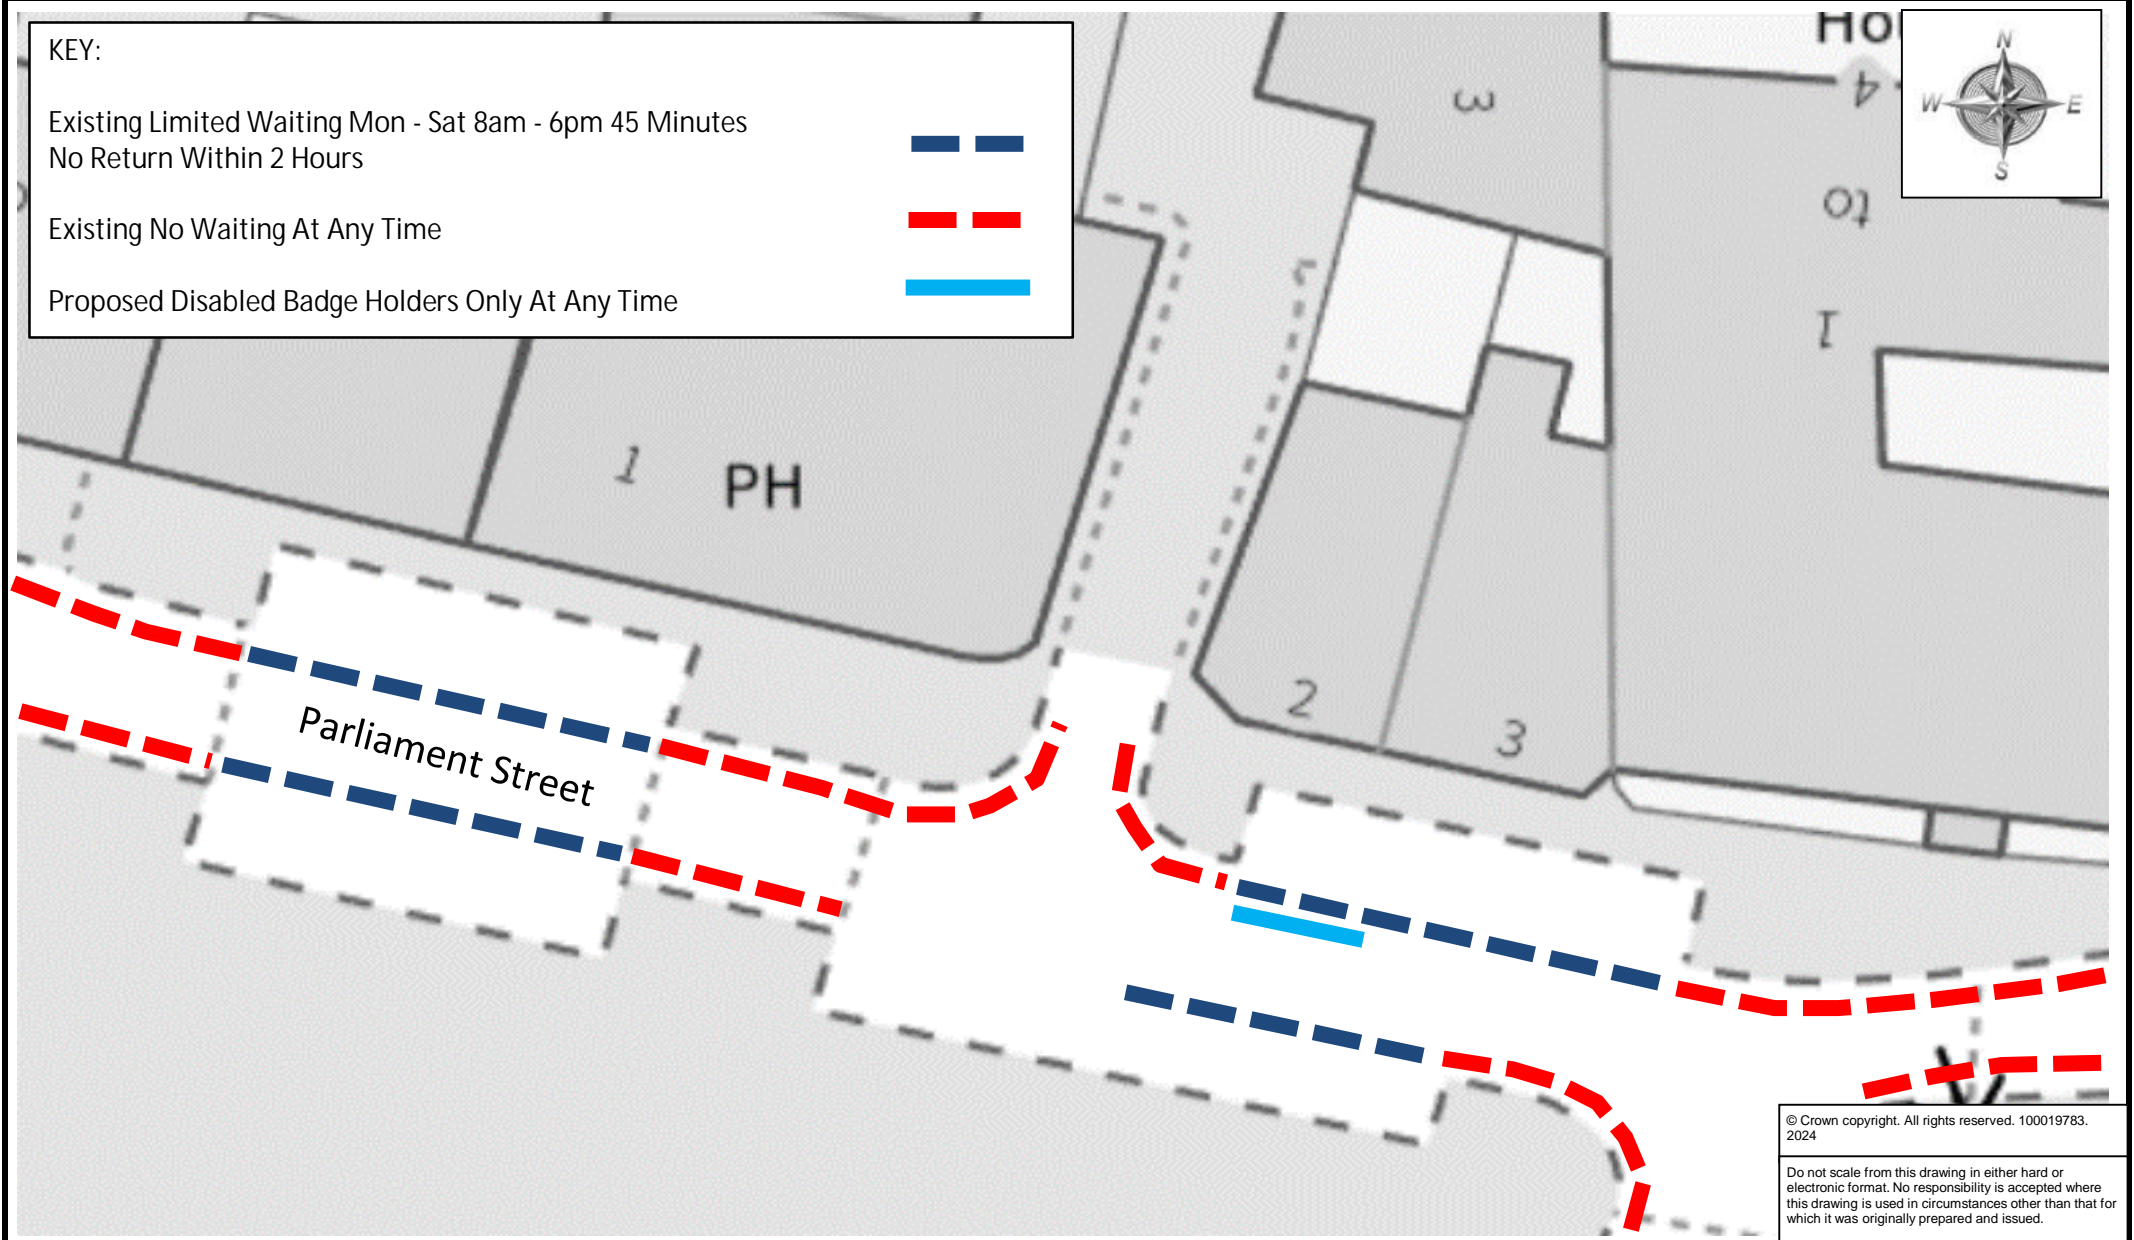 KEY:
Existing Limited Waiting Mon - Sat 8am - 6pm 45 Minutes
No Return Within 2 Hours
Existing No Waiting At Any Time
Proposed Disabled Badge Holders Only At Any Time
N
W
E
S
3
4
to
1
1
PH
2
3
Parliament Street
© Crown copyright. All rights reserved. 100019783.
2024
Do not scale from this drawing in either hard or
electronic format. No responsibility is accepted where
this drawing is used in circumstances other than that for
which it was originally prepared and issued.